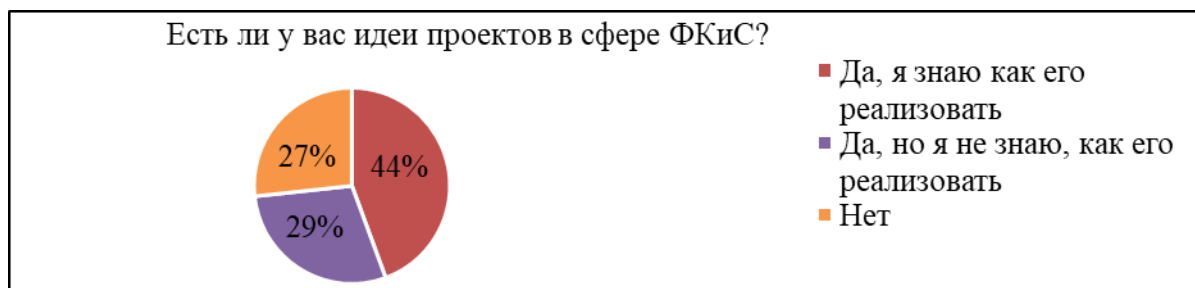 Есть ли у вас идеи проектов в сфере ФКиС?
Да, я знаю как его
реализовать
Да, но я не знаю, как его
реализовать
Нет
27%
44%
29%